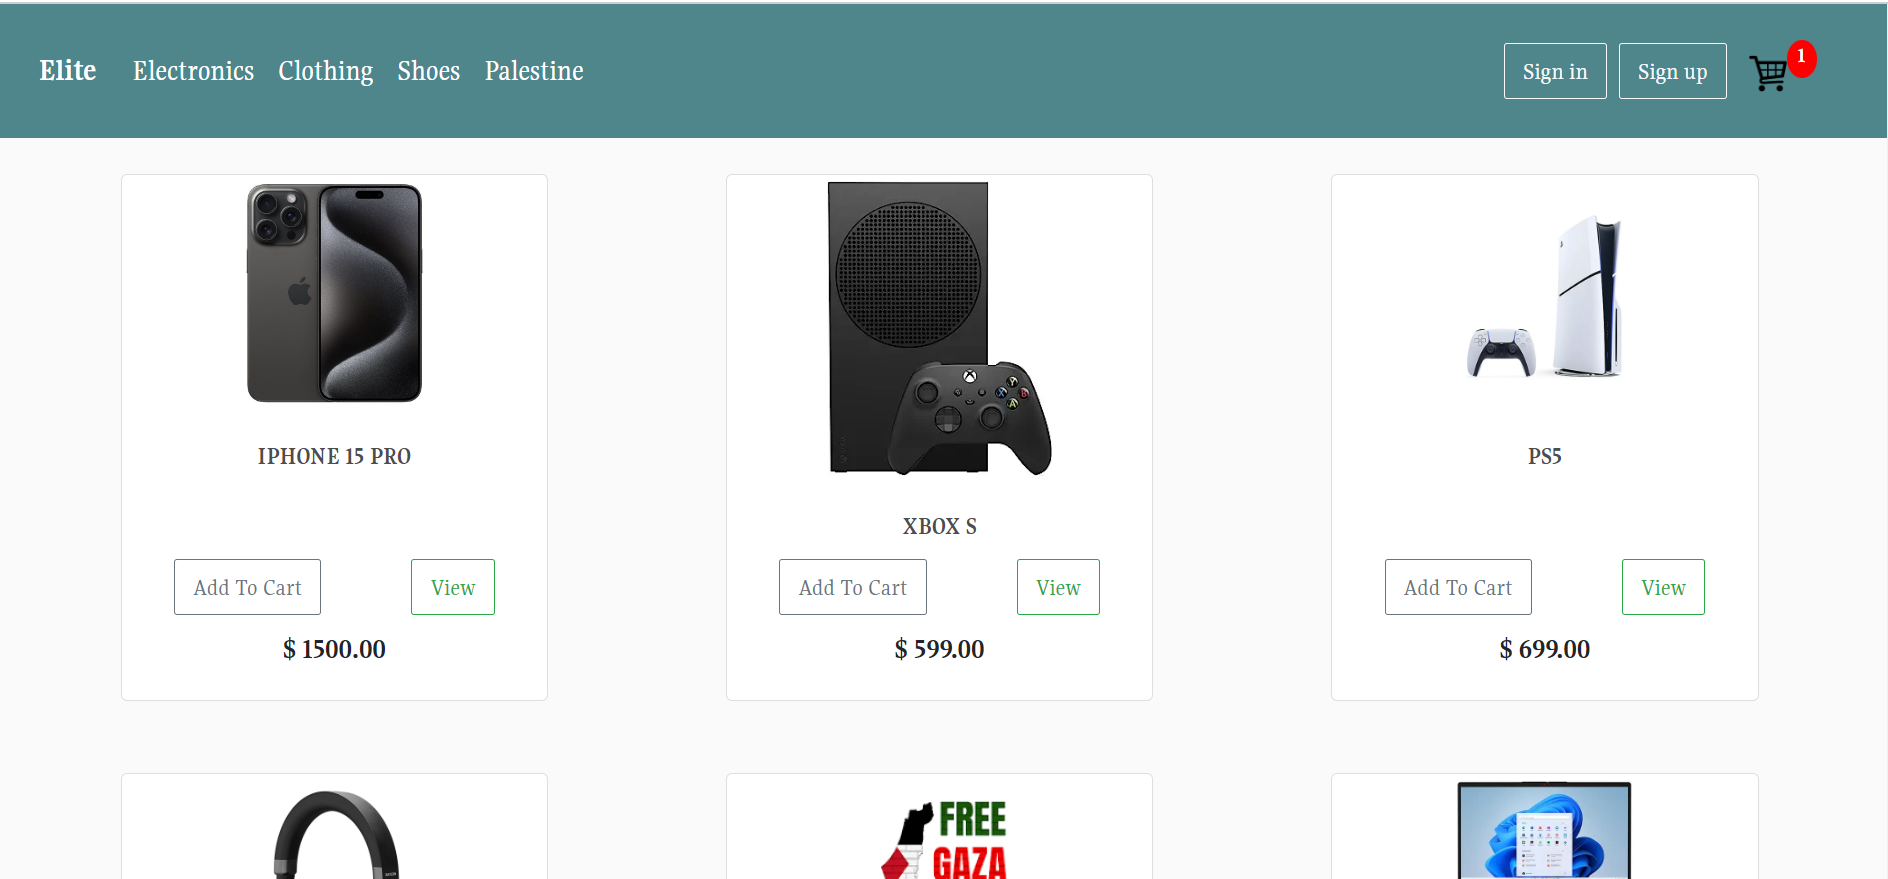 Elite Electronics Clothing Shoes Palestine Sign in Sign up 1
IPHONE 15 PRO
XBOX S
PS5
Add To Cart View
Add To Cart View
Add To Cart View
$ 1500.00
$ 599.00
$ 699.00
FREE
GAZA